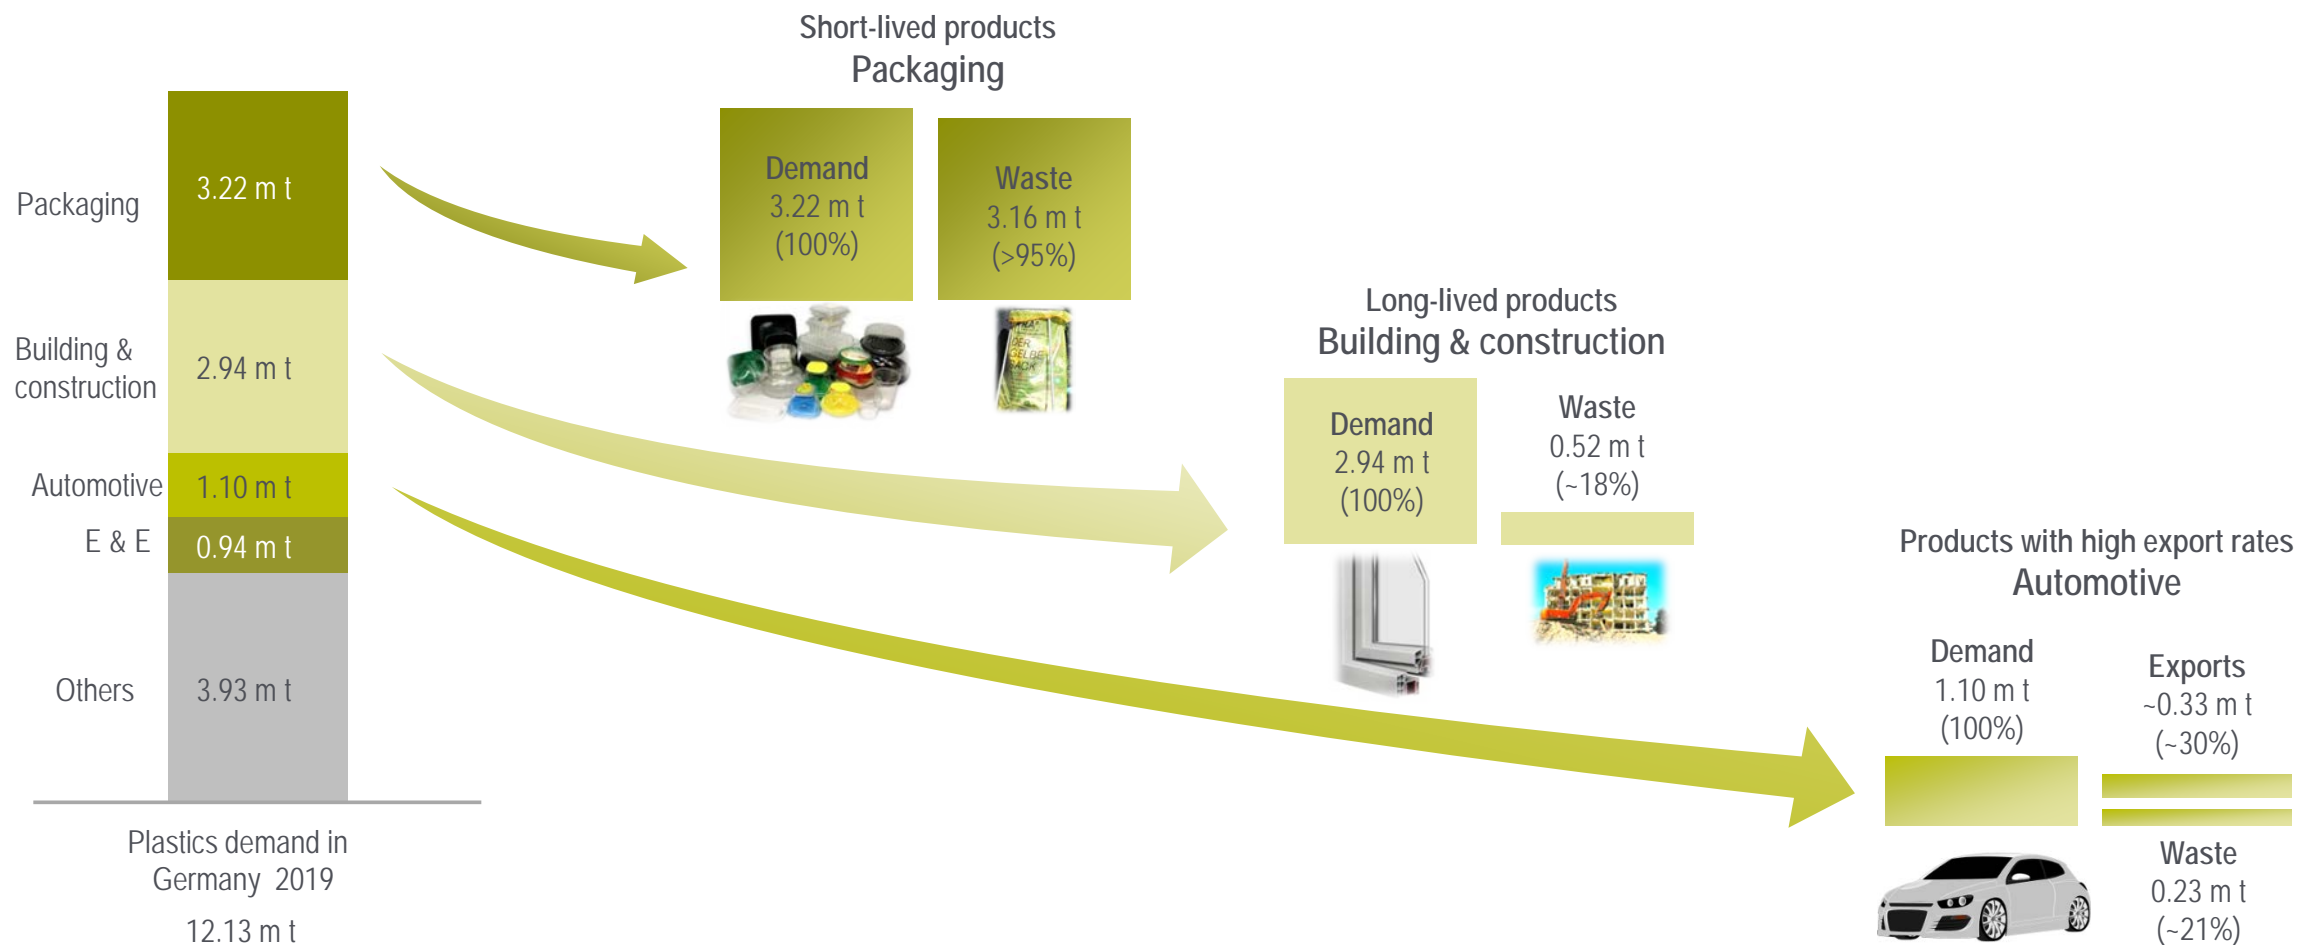 Short-lived products
Packaging
Packaging
3.22 m t
Building &
construction
2.94 m t
Automotive
1.10 m t
E & E
0.94 m t
Others
3.93 m t
Plastics demand in
Germany 2019
12.13 m t
Demand
3.22 m t
(100%)
Waste
3.16 m t
(>95%)
DER
GELBE
SACK
Long-lived products
Building & construction
Demand
2.94 m t
(100%)
Waste
0.52 m t
(~18%)
Products with high export rates
Automotive
Demand
1.10 m t
(100%)
Exports
~0.33 m t
(~30%)
Waste
0.23 m t
(~21%)